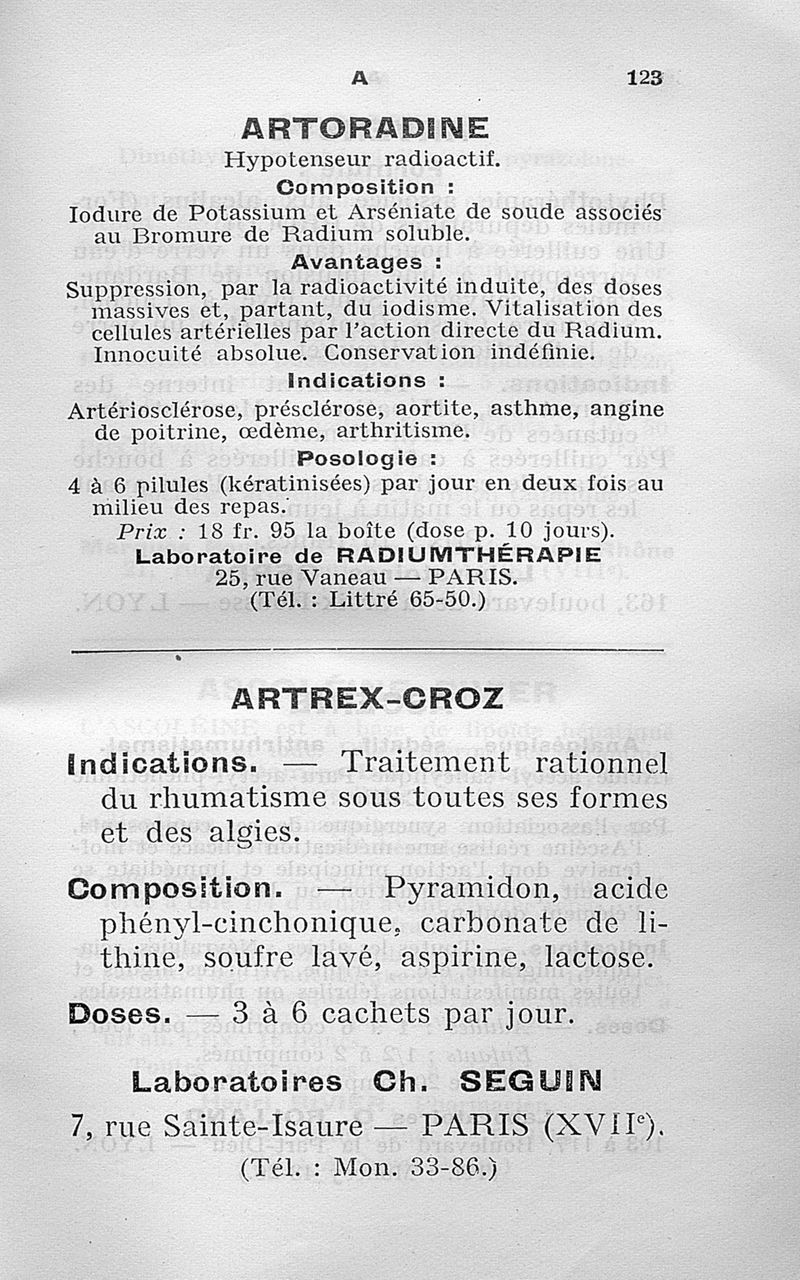 A 123
ARTORADINE
Hypotenseur radioactif.
Composition :
Iodure de Potassium et Arséniate de soude associés
au Bromure de Radium soluble.
Avantages :
Suppression, par la radioactivité induite, des doses
massives et, partant, du iodisme. Vitalisation des
cellules artérielles par l'action directe du Radium.
Innocuité absolue. Conservation indéfinie.
Indications :
Artériosclérose, présclérose, aortite, asthme, angine
de poitrine, œdème, arthritisme.
Posologie :
4 à 6 pilules (kératinisées) par jour en deux fois au
milieu des repas.
Prix : 18 fr. 95 la boîte (dose p. 10 jours).
Laboratoire de RADIUMTHÉRAPIE
25, rue Vaneau — PARIS.
(Tél. : Littré 65-50.)
ARTREX-CROZ
Indications. — Traitement rationnel
du rhumatisme sous toutes ses formes
et des algies.
Composition. — Pyramidon, acide
phényl-cinchonique, carbonate de li-
thine, soufre lavé, aspirine, lactose.
Doses. — 3 à 6 cachets par jour.
Laboratoires Ch. SEGUIN
7, rue Sainte-Isaure — PARIS (XVIIᵉ).
(Tél. : Mon. 33-86.)